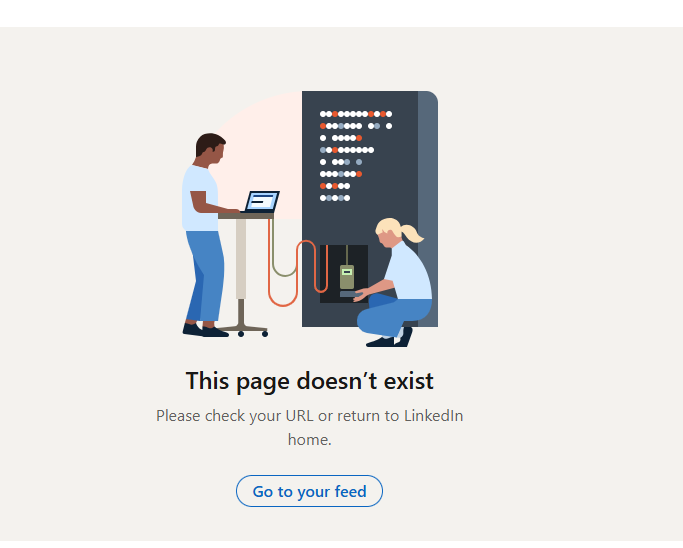 This page doesn’t exist
Please check your URL or return to LinkedIn
home.
Go to your feed